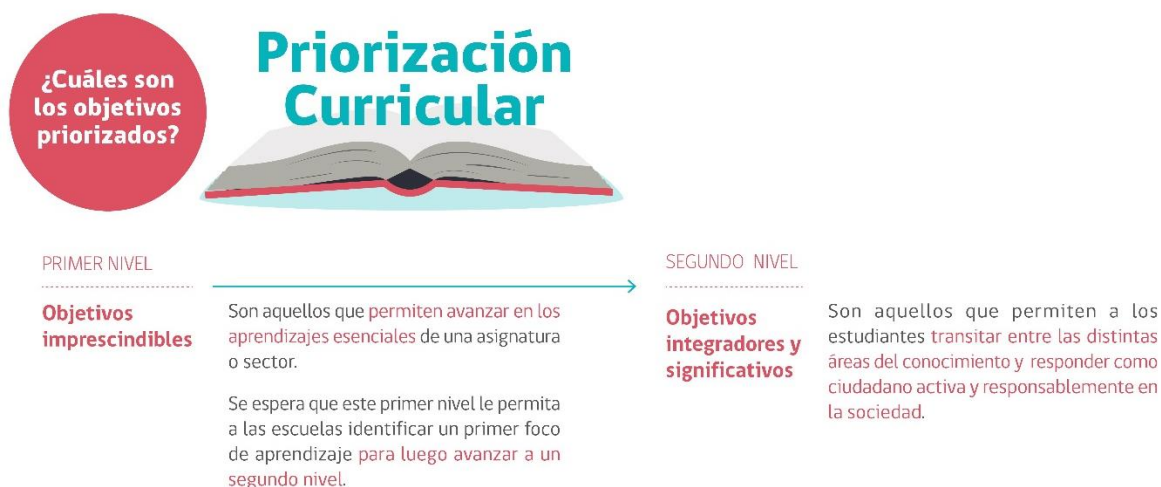 ¿Cuáles son
los objetivos
priorizados?
Priorización
Curricular
PRIMER NIVEL
Objetivos
imprescindibles
Son aquellos que permiten avanzar en los
aprendizajes esenciales de una asignatura
o sector.
Se espera que este primer nivel le permita
a las escuelas identificar un primer foco
de aprendizaje para luego avanzar a un
segundo nivel.
SEGUNDO NIVEL
Objetivos
integradores y
significativos
Son aquellos que permiten a los
estudiantes transitar entre las distintas
áreas del conocimiento y responder como
ciudadano activa y responsablemente en
la sociedad.